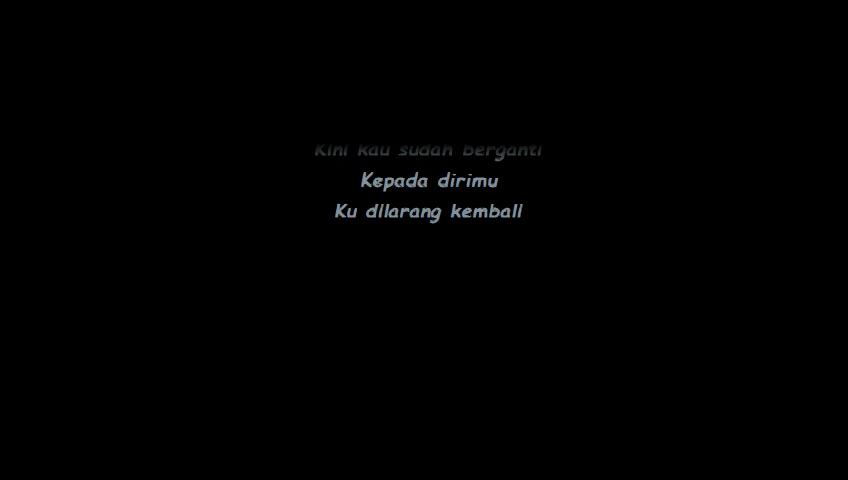 Kini kau sudah berganti
Kepada dirimu
Ku dilarang kembali